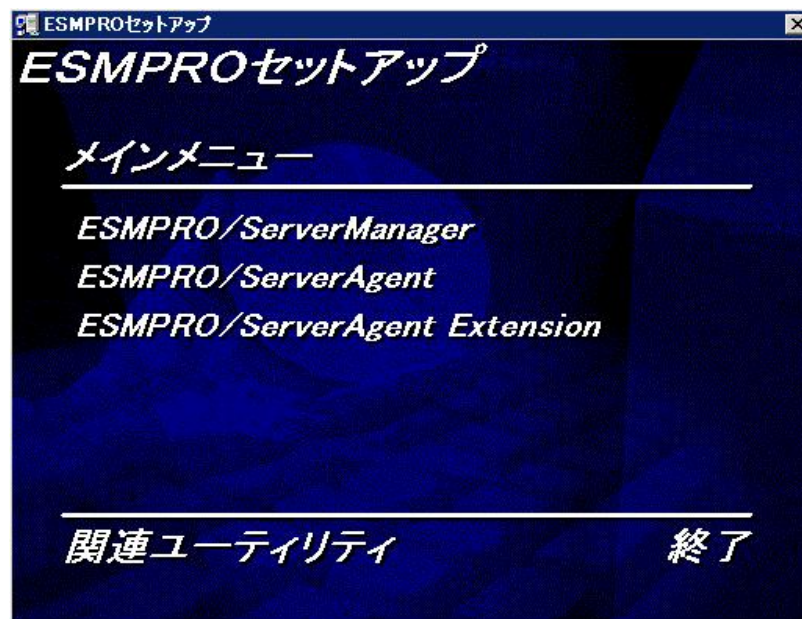 ESMPROセットアップ
ESMPROセットアップ
メインメニュー
ESMPRO/ServerManager
ESMPRO/ServerAgent
ESMPRO/ServerAgent Extension
関連ユーティリティ 終了